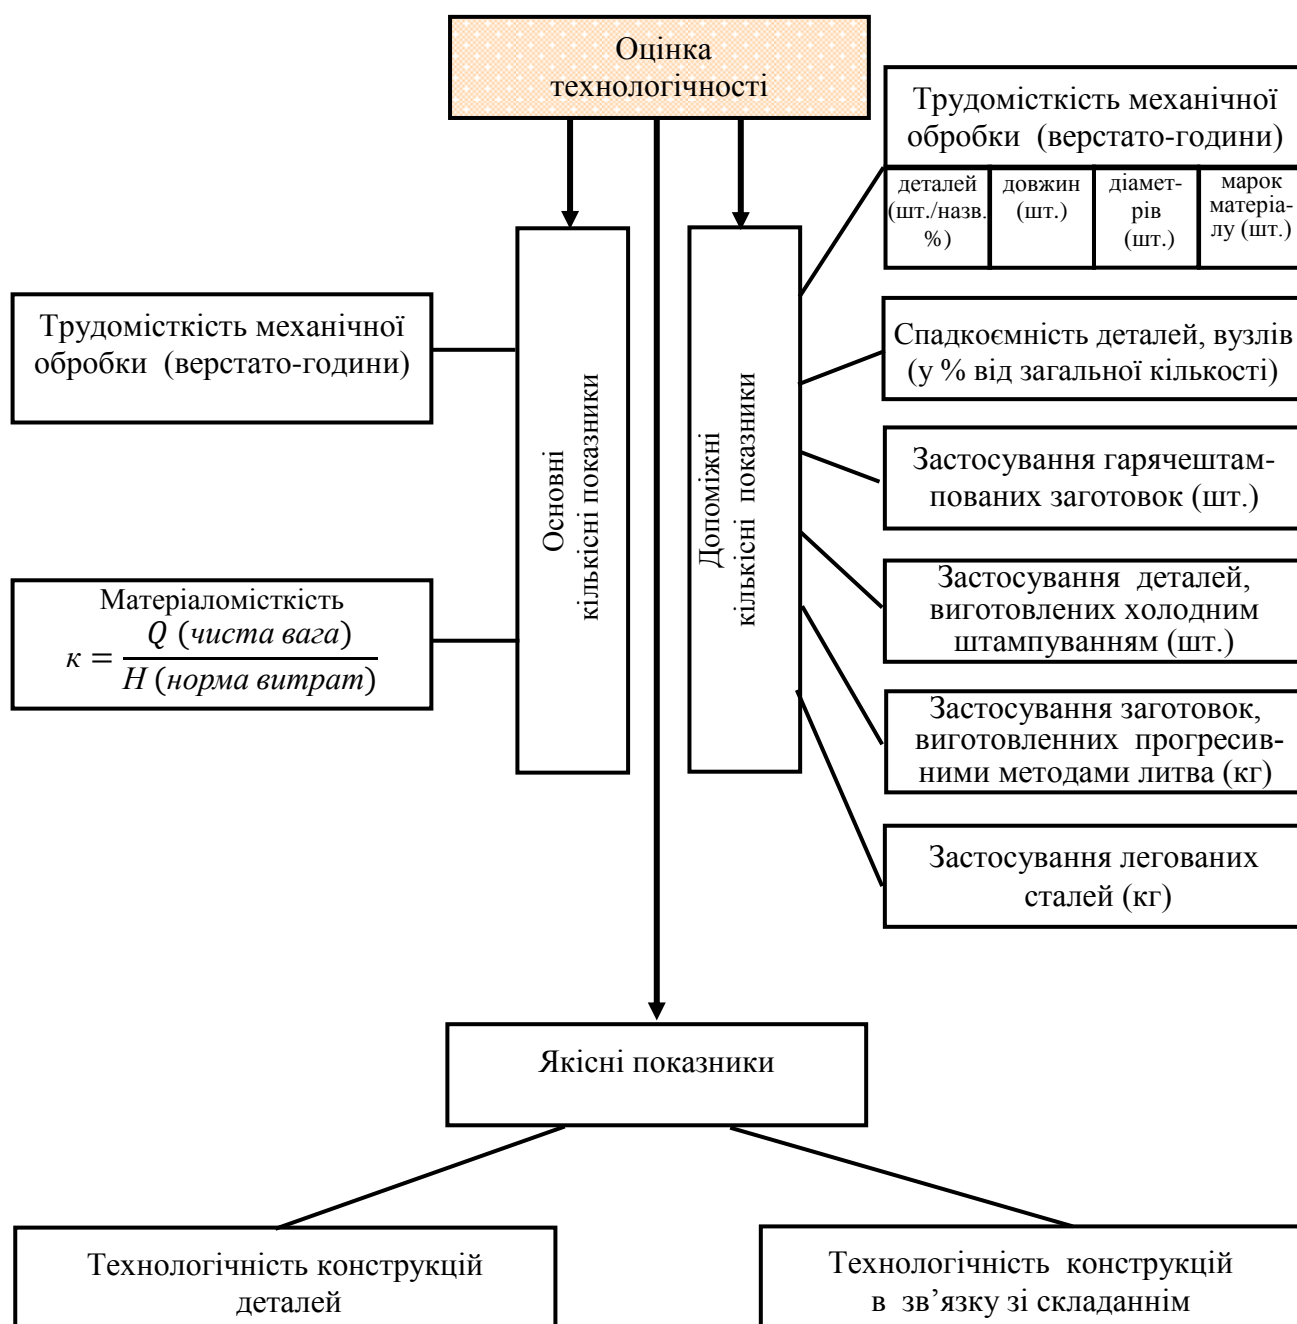 Оцінка
технологічності
Трудомісткість механічної
обробки (верстато-години)
деталей
(шт./назв.
%)
довжин
(шт.)
діамет-
рів
(шт.)
марок
матеріа-
лу (шт.)
Трудомісткість механічної
обробки (верстато-години)
Матеріаломісткість
к = Q (чиста вага) / Н (норма витрат)
Основні
кількісні показники
Допоміжні
кількісні показники
Спадкоємність деталей, вузлів
(у % від загальної кількості)
Застосування гарячештам-
пованих заготовок (шт.)
Застосування деталей,
виготовлених холодним
штампуванням (шт.)
Застосування заготовок,
виготовленних прогресив-
ними методами литва (кг)
Застосування легованих
сталей (кг)
Якісні показники
Технологічність конструкцій
деталей
Технологічність конструкцій
в зв’язку зі складаннім